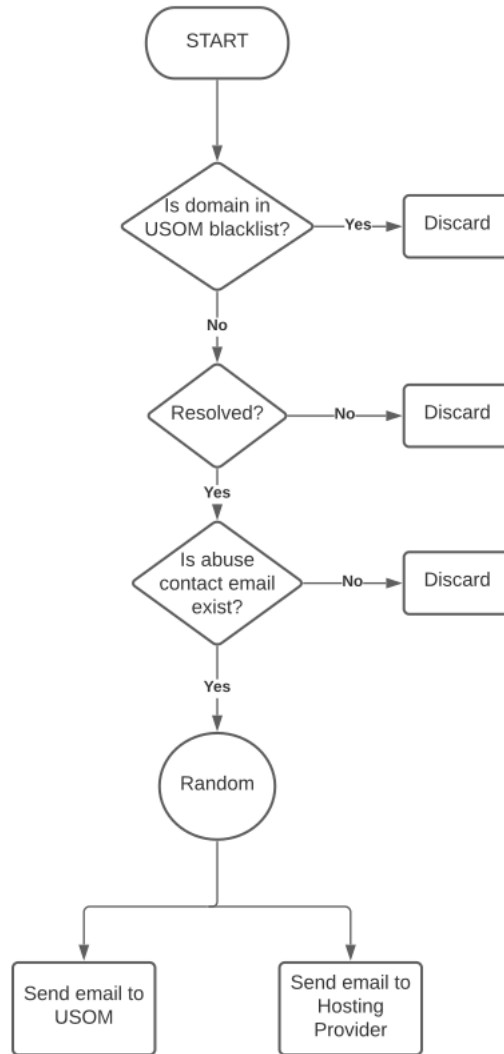 START
Is domain in
USOM blacklist?
Yes
Discard
No
Resolved?
No
Discard
Yes
Is abuse
contact email
exist?
No
Discard
Yes
Random
Send email to
USOM
Send email to
Hosting
Provider